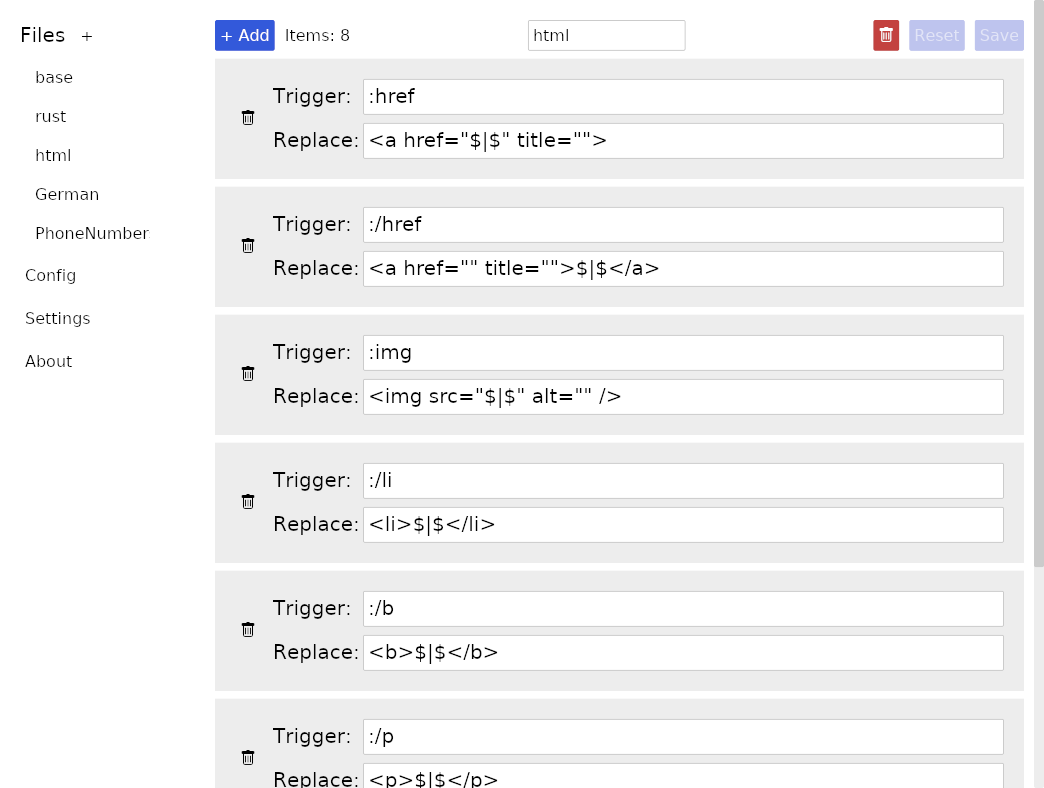 Files +
base
rust
html
German
PhoneNumber
Config
Settings
About
+ Add Items: 8 html Reset Save
Trigger: :href
Replace: <a href="$|$" title="">
Trigger: :/href
Replace: <a href="" title="">$|$</a>
Trigger: :img
Replace: <img src="$|$" alt="" />
Trigger: :/li
Replace: <li>$|$</li>
Trigger: :/b
Replace: <b>$|$</b>
Trigger: :/p
Replace: <p>$|$</p>